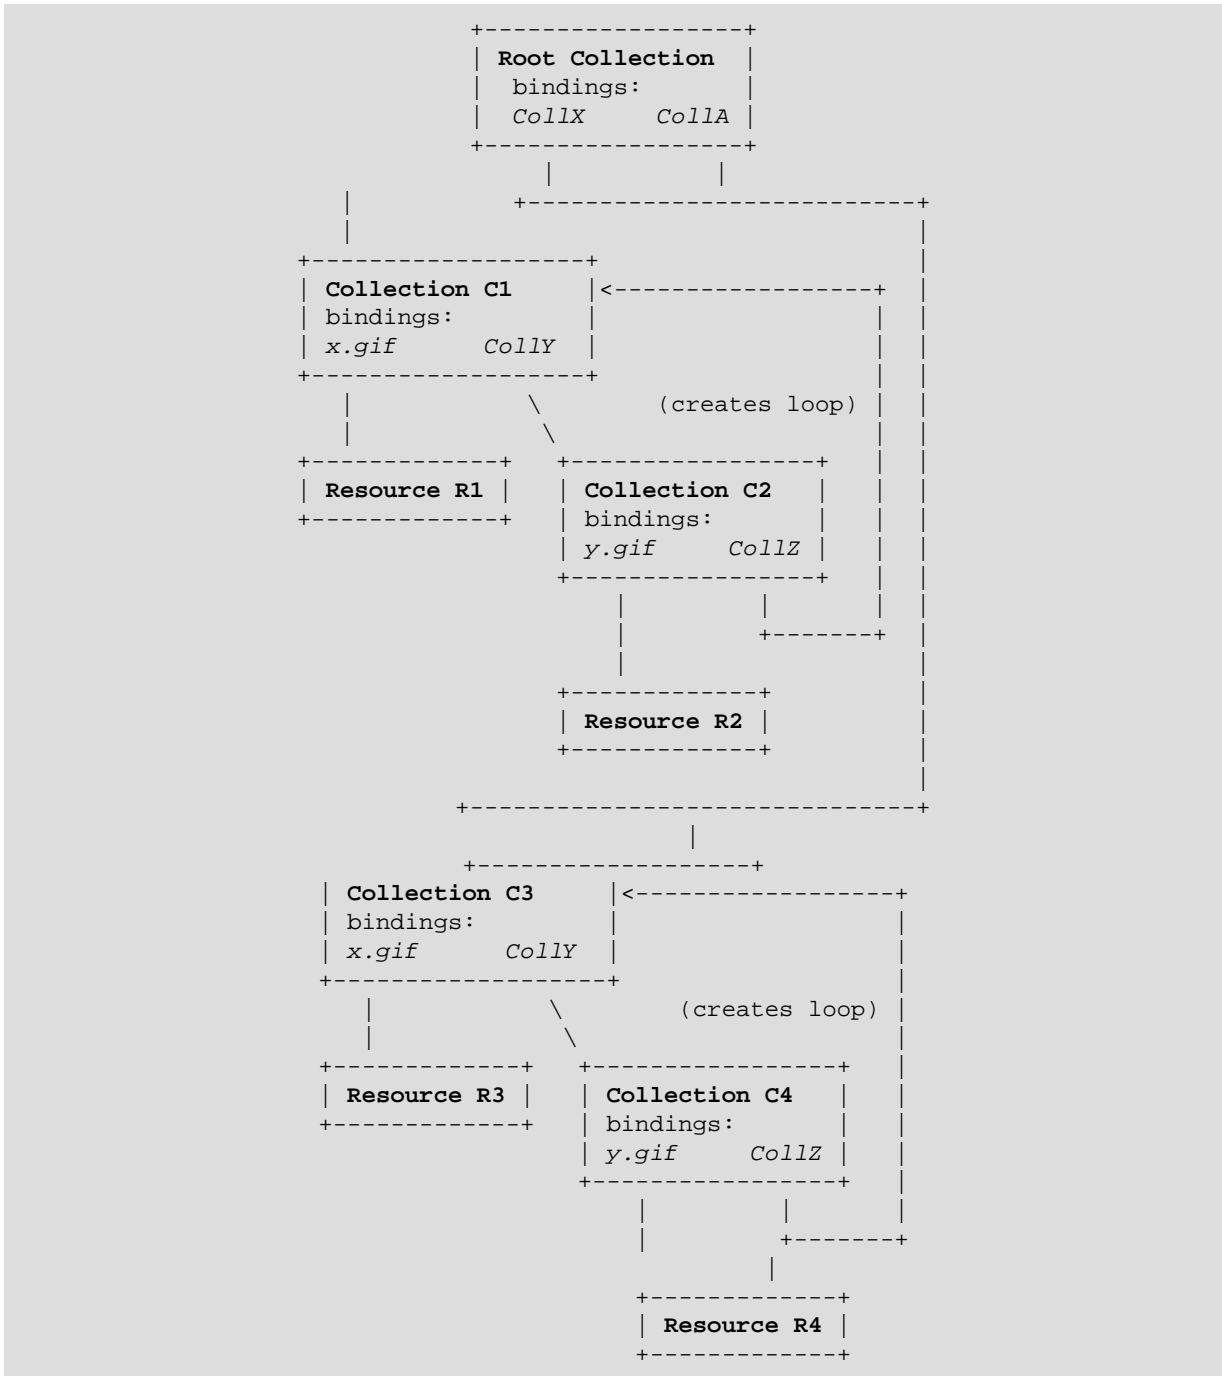 Root Collection
bindings:
CollX CollA
Collection C1
bindings:
x.gif CollY
(creates loop)
Resource R1
Collection C2
bindings:
y.gif CollZ
Resource R2
Collection C3
bindings:
x.gif CollY
(creates loop)
Resource R3
Collection C4
bindings:
y.gif CollZ
Resource R4